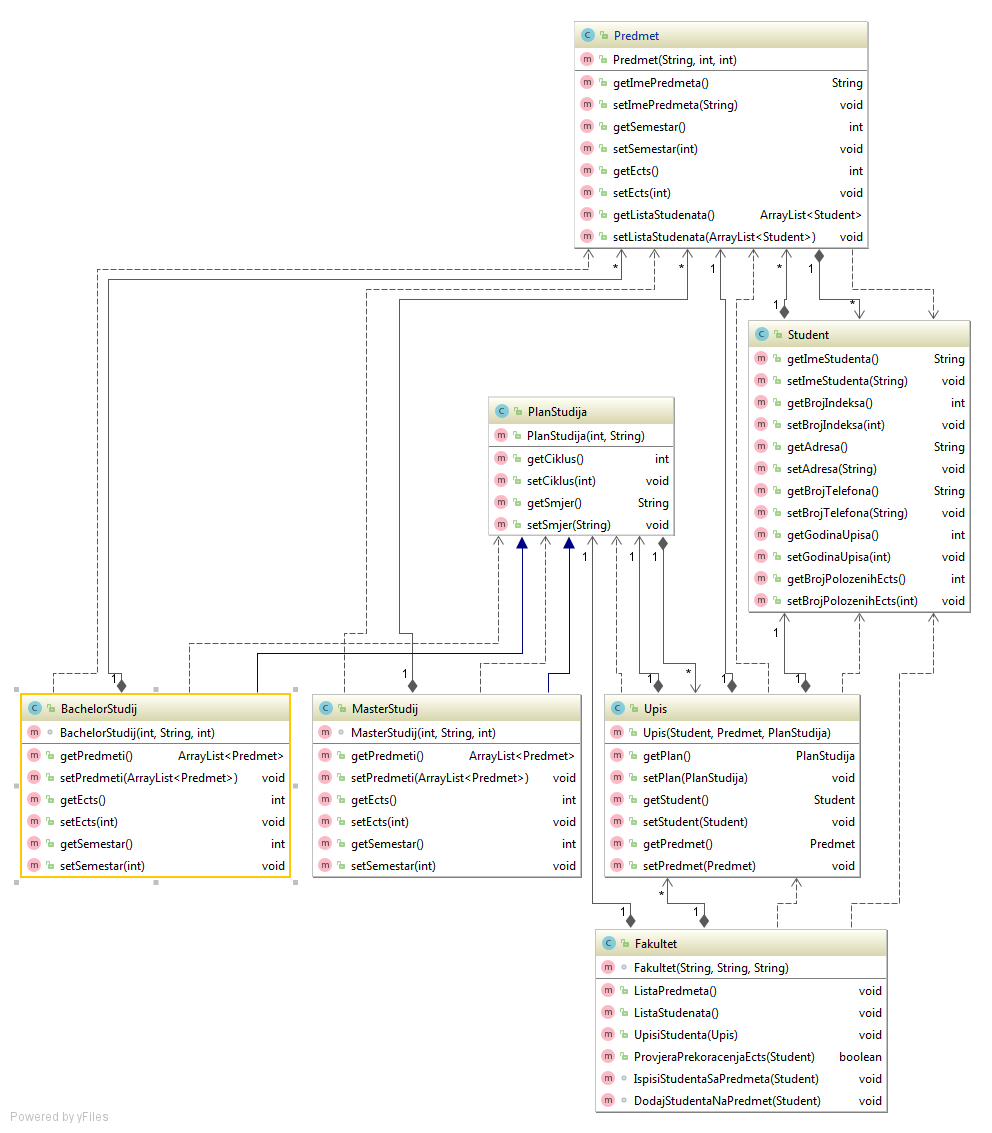 Predmet
Predmet(String, int, int)
getImePredmeta() String
setImePredmeta(String) void
getSemestar() int
setSemestar(int) void
getEcts() int
setEcts(int) void
getListaStudenata() ArrayList<Student>
setListaStudenata(ArrayList<Student>) void
* * 1 * 1
1 *
Student
getImeStudenta() String
setImeStudenta(String) void
getBrojIndeksa() int
setBrojIndeksa(int) void
getAdresa() String
setAdresa(String) void
getBrojTelefona() String
setBrojTelefona(String) void
getGodinaUpisa() int
setGodinaUpisa(int) void
getBrojPolozenihEcts() int
setBrojPolozenihEcts(int) void
PlanStudija
PlanStudija(int, String)
getCiklus() int
setCiklus(int) void
getSmjer() String
setSmjer(String) void
1 1 1
1
1 1 1 * 1 1
BachelorStudij
BachelorStudij(int, String, int)
getPredmeti() ArrayList<Predmet>
setPredmeti(ArrayList<Predmet>) void
getEcts() int
setEcts(int) void
getSemestar() int
setSemestar(int) void
MasterStudij
MasterStudij(int, String, int)
getPredmeti() ArrayList<Predmet>
setPredmeti(ArrayList<Predmet>) void
getEcts() int
setEcts(int) void
getSemestar() int
setSemestar(int) void
Upis
Upis(Student, Predmet, PlanStudija)
getPlan() PlanStudija
setPlan(PlanStudija) void
getStudent() Student
setStudent(Student) void
getPredmet() Predmet
setPredmet(Predmet) void
*
1 1
Fakultet
Fakultet(String, String, String)
ListaPredmeta() void
ListaStudenata() void
UpisiStudenta(Upis) void
ProvjeraPrekoracenjaEcts(Student) boolean
IspisiStudentaSaPredmeta(Student) void
DodajStudentaNaPredmet(Student) void
Powered by yFiles